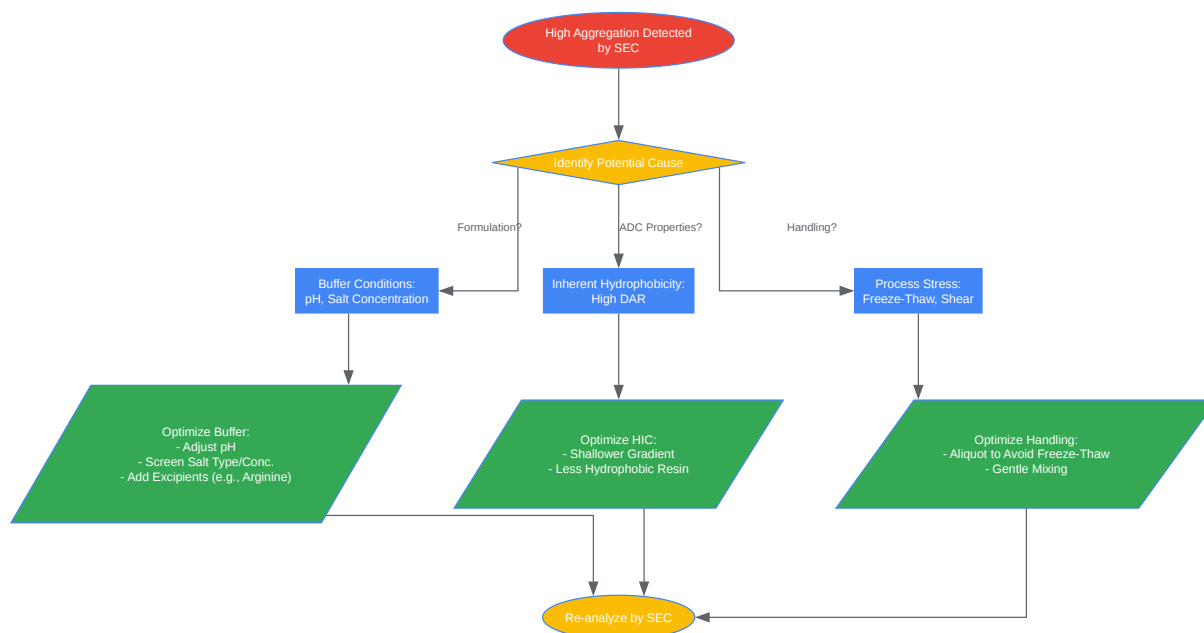 High Aggregation Detected
by SEC
Identify Potential Cause
Formulation?
ADC Properties?
Handling?
Buffer Conditions:
pH, Salt Concentration
Inherent Hydrophobicity:
High DAR
Process Stress:
Freeze-Thaw, Shear
Optimize Buffer:
- Adjust pH
- Screen Salt Type/Conc.
- Add Excipients (e.g., Arginine)
Optimize HIC:
- Shallower Gradient
- Less Hydrophobic Resin
Optimize Handling:
- Aliquot to Avoid Freeze-Thaw
- Gentle Mixing
Re-analyze by SEC